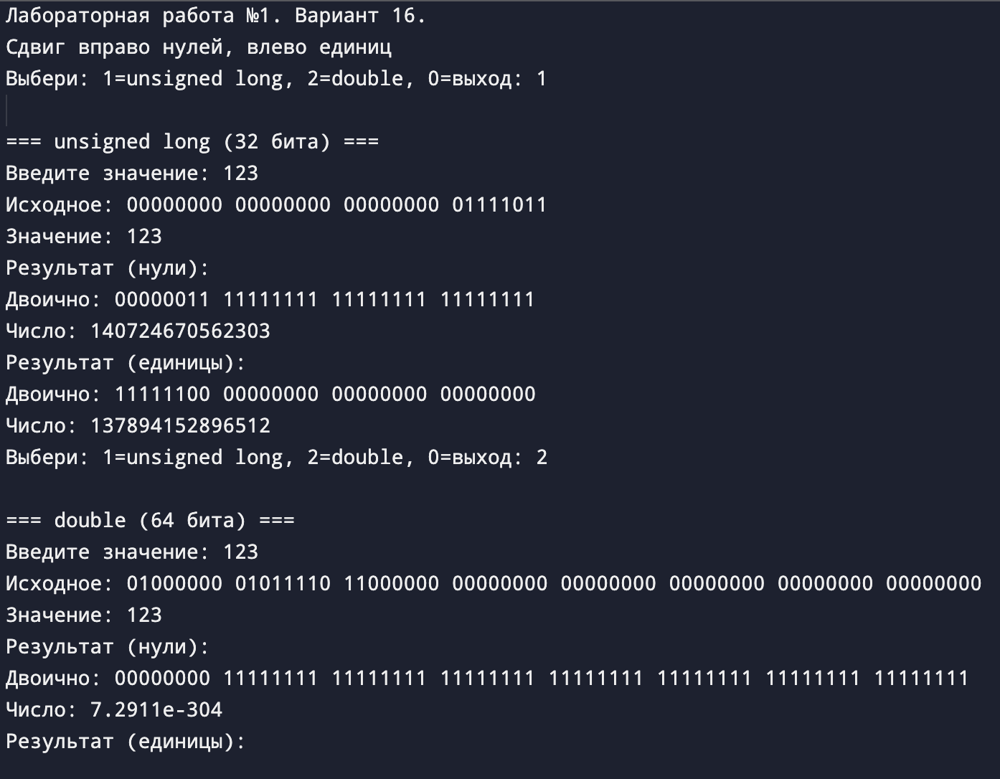 Лабораторная работа №1. Вариант 16.
Сдвиг вправо нулей, влево единиц
Выбери: 1=unsigned long, 2=double, 0=выход: 1
=== unsigned long (32 бита) ===
Введите значение: 123
Исходное: 00000000 00000000 00000000 01111011
Значение: 123
Результат (нули):
Двоично: 00000011 11111111 11111111 11111111
Число: 140724670562303
Результат (единицы):
Двоично: 11111100 00000000 00000000 00000000
Число: 137894152896512
Выбери: 1=unsigned long, 2=double, 0=выход: 2
=== double (64 бита) ===
Введите значение: 123
Исходное: 01000000 01011110 11000000 00000000 00000000 00000000 00000000 00000000
Значение: 123
Результат (нули):
Двоично: 00000000 11111111 11111111 11111111 11111111 11111111 11111111 11111111
Число: 7.2911e-304
Результат (единицы):